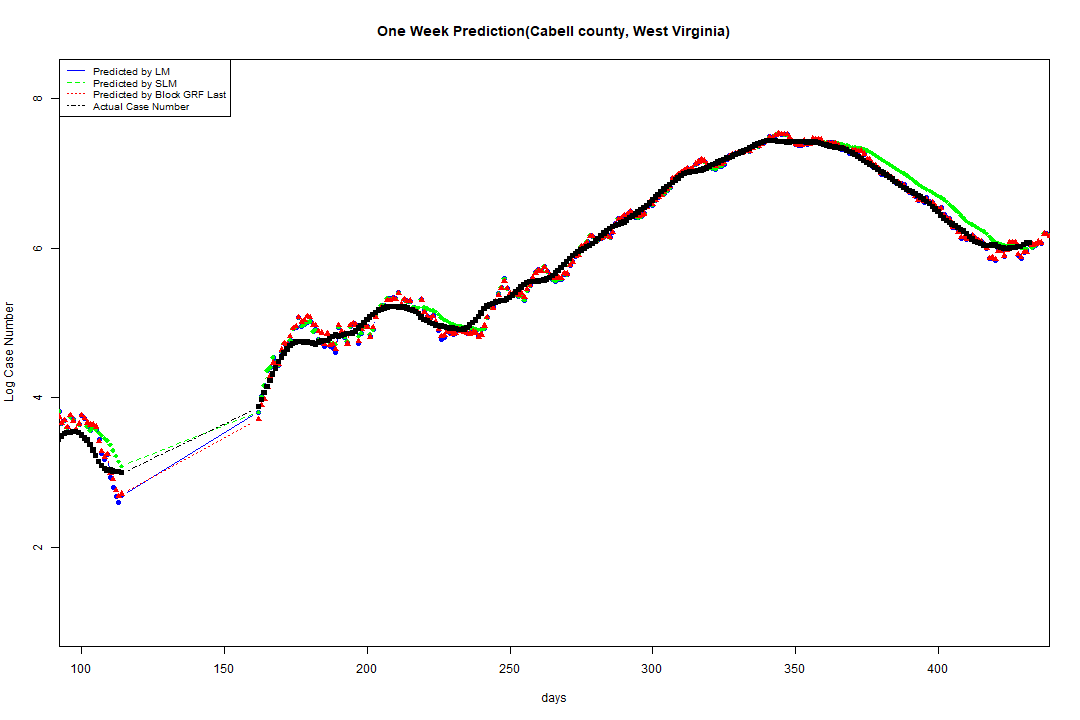 One Week Prediction(Cabell county, West Virginia)
Predicted by LM
Predicted by SLM
Predicted by Block GRF Last
Actual Case Number
8
6
4
2
Log Case Number
100 150 200 250 300 350 400
days